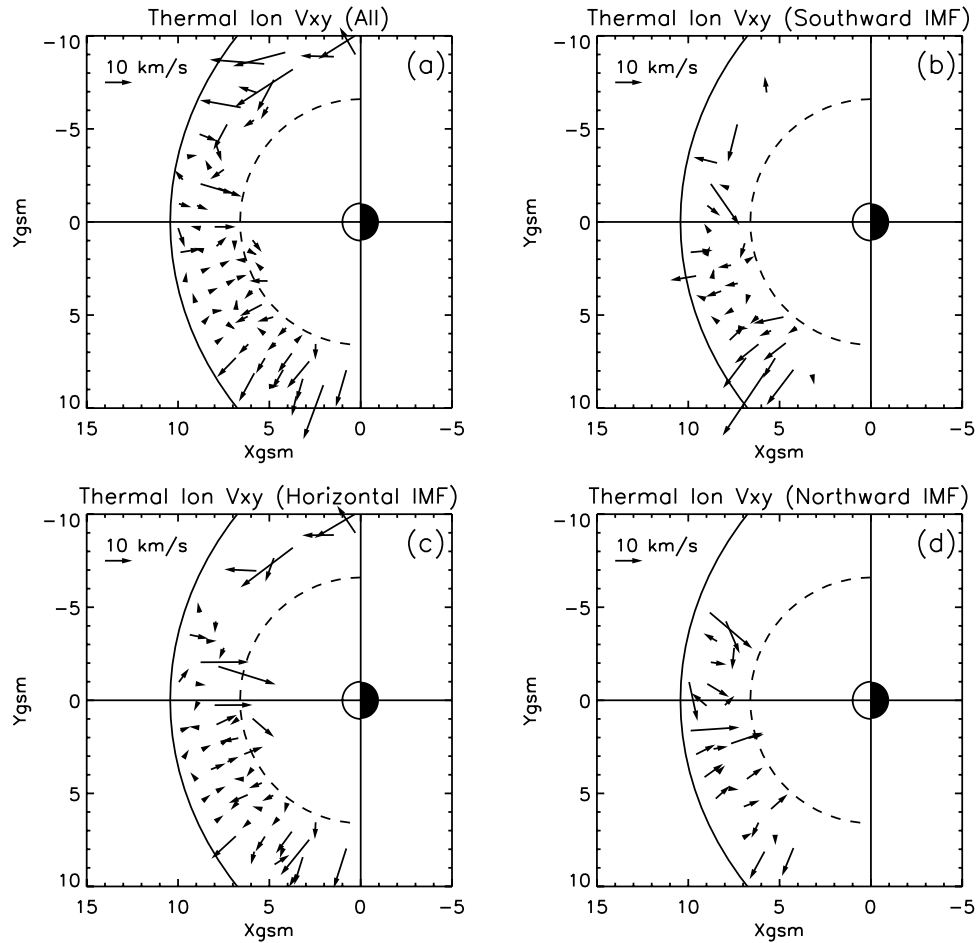 Thermal Ion Vxy (All)
10 km/s
(a)
-10
-5
0
5
10
Ygsm
15 10 5 0 -5
Xgsm
Thermal Ion Vxy (Southward IMF)
10 km/s
(b)
-10
-5
0
5
10
Ygsm
15 10 5 0 -5
Xgsm
Thermal Ion Vxy (Horizontal IMF)
10 km/s
(c)
-10
-5
0
5
10
Ygsm
15 10 5 0 -5
Xgsm
Thermal Ion Vxy (Northward IMF)
10 km/s
(d)
-10
-5
0
5
10
Ygsm
15 10 5 0 -5
Xgsm